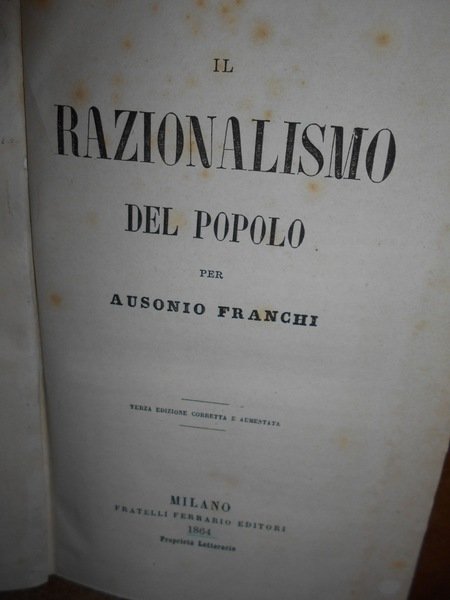 IL
RAZIONALISMO
DEL POPOLO
PER
AUSONIO FRANCHI
TERZA EDIZIONE CORRETTA E AUMENTATA
MILANO
FRATELLI FERRARIO EDITORI
1864
Proprietà Letteraria